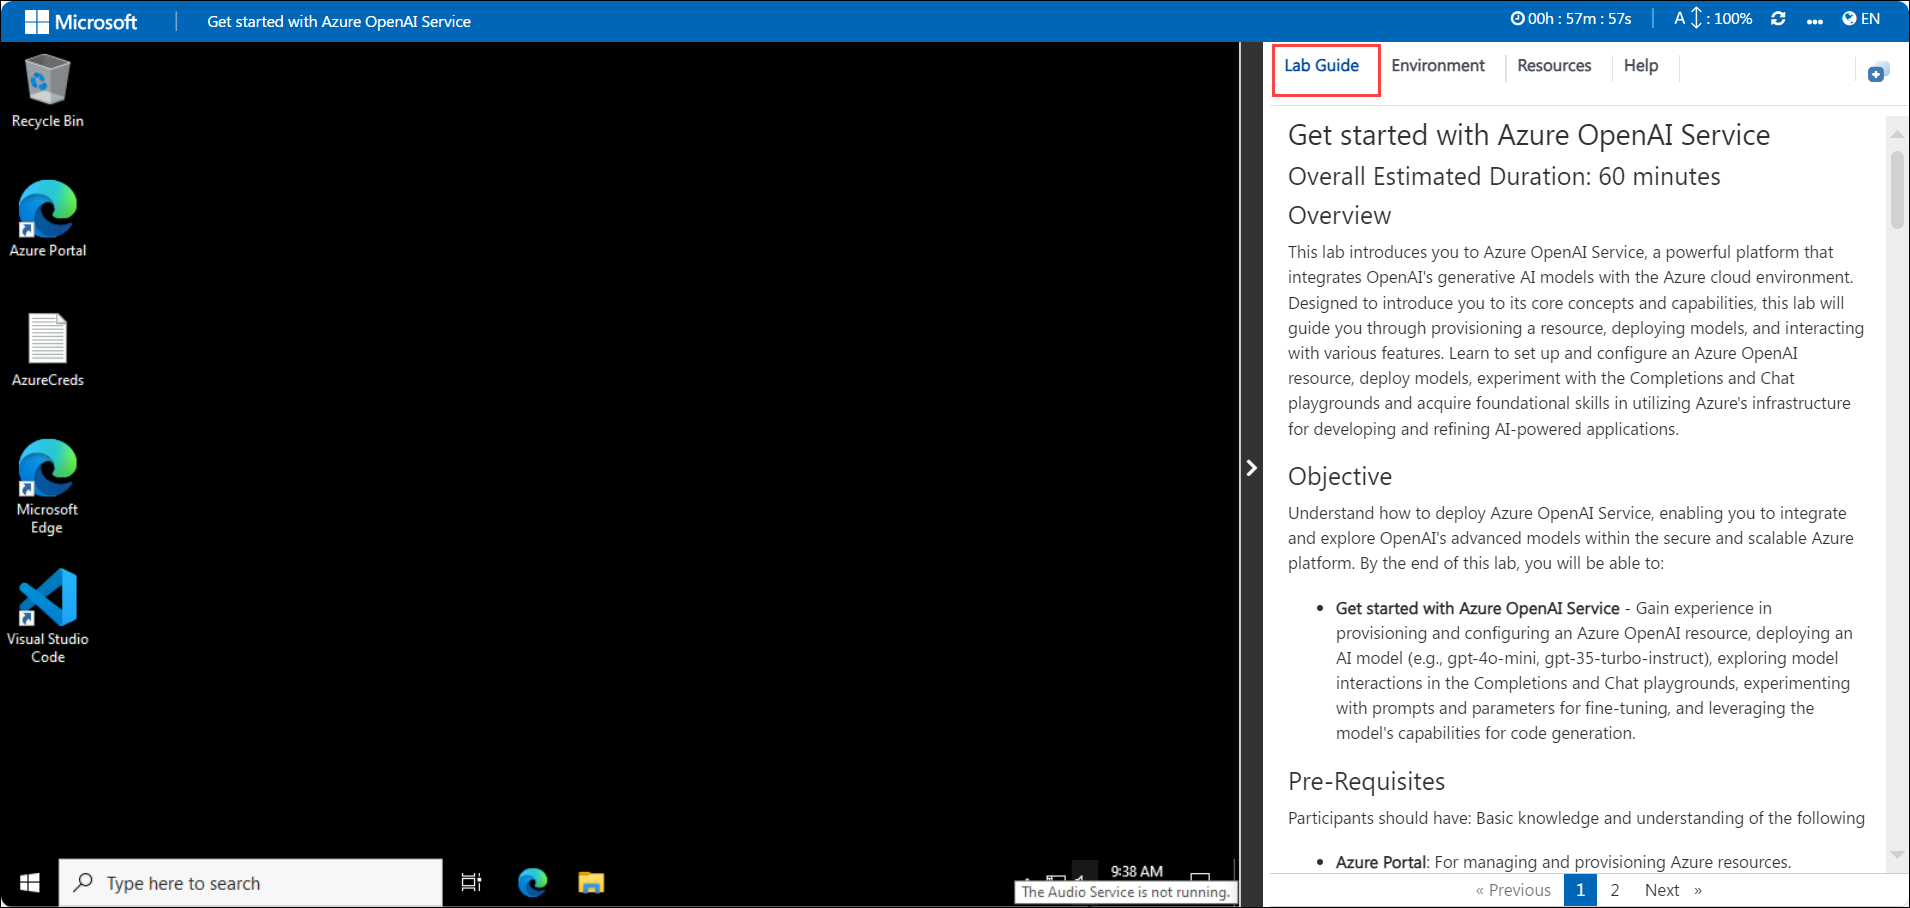 Microsoft
Get started with Azure OpenAI Service
00h : 57m : 57s
A : 100%
EN
Recycle Bin
Azure Portal
AzureCreds
Microsoft
Edge
Visual Studio
Code
Type here to search
9:38 AM
The Audio Service is not running.
Lab Guide
Environment
Resources
Help
Get started with Azure OpenAI Service
Overall Estimated Duration: 60 minutes
Overview
This lab introduces you to Azure OpenAI Service, a powerful platform that
integrates OpenAI's generative AI models with the Azure cloud environment.
Designed to introduce you to its core concepts and capabilities, this lab will
guide you through provisioning a resource, deploying models, and interacting
with various features. Learn to set up and configure an Azure OpenAI
resource, deploy models, experiment with the Completions and Chat
playgrounds and acquire foundational skills in utilizing Azure's infrastructure
for developing and refining AI-powered applications.
Objective
Understand how to deploy Azure OpenAI Service, enabling you to integrate
and explore OpenAI's advanced models within the secure and scalable Azure
platform. By the end of this lab, you will be able to:
• Get started with Azure OpenAI Service - Gain experience in
provisioning and configuring an Azure OpenAI resource, deploying an
AI model (e.g., gpt-4o-mini, gpt-35-turbo-instruct), exploring model
interactions in the Completions and Chat playgrounds, experimenting
with prompts and parameters for fine-tuning, and leveraging the
model's capabilities for code generation.
Pre-Requisites
Participants should have: Basic knowledge and understanding of the following
• Azure Portal: For managing and provisioning Azure resources.
« Previous 1 2 Next »